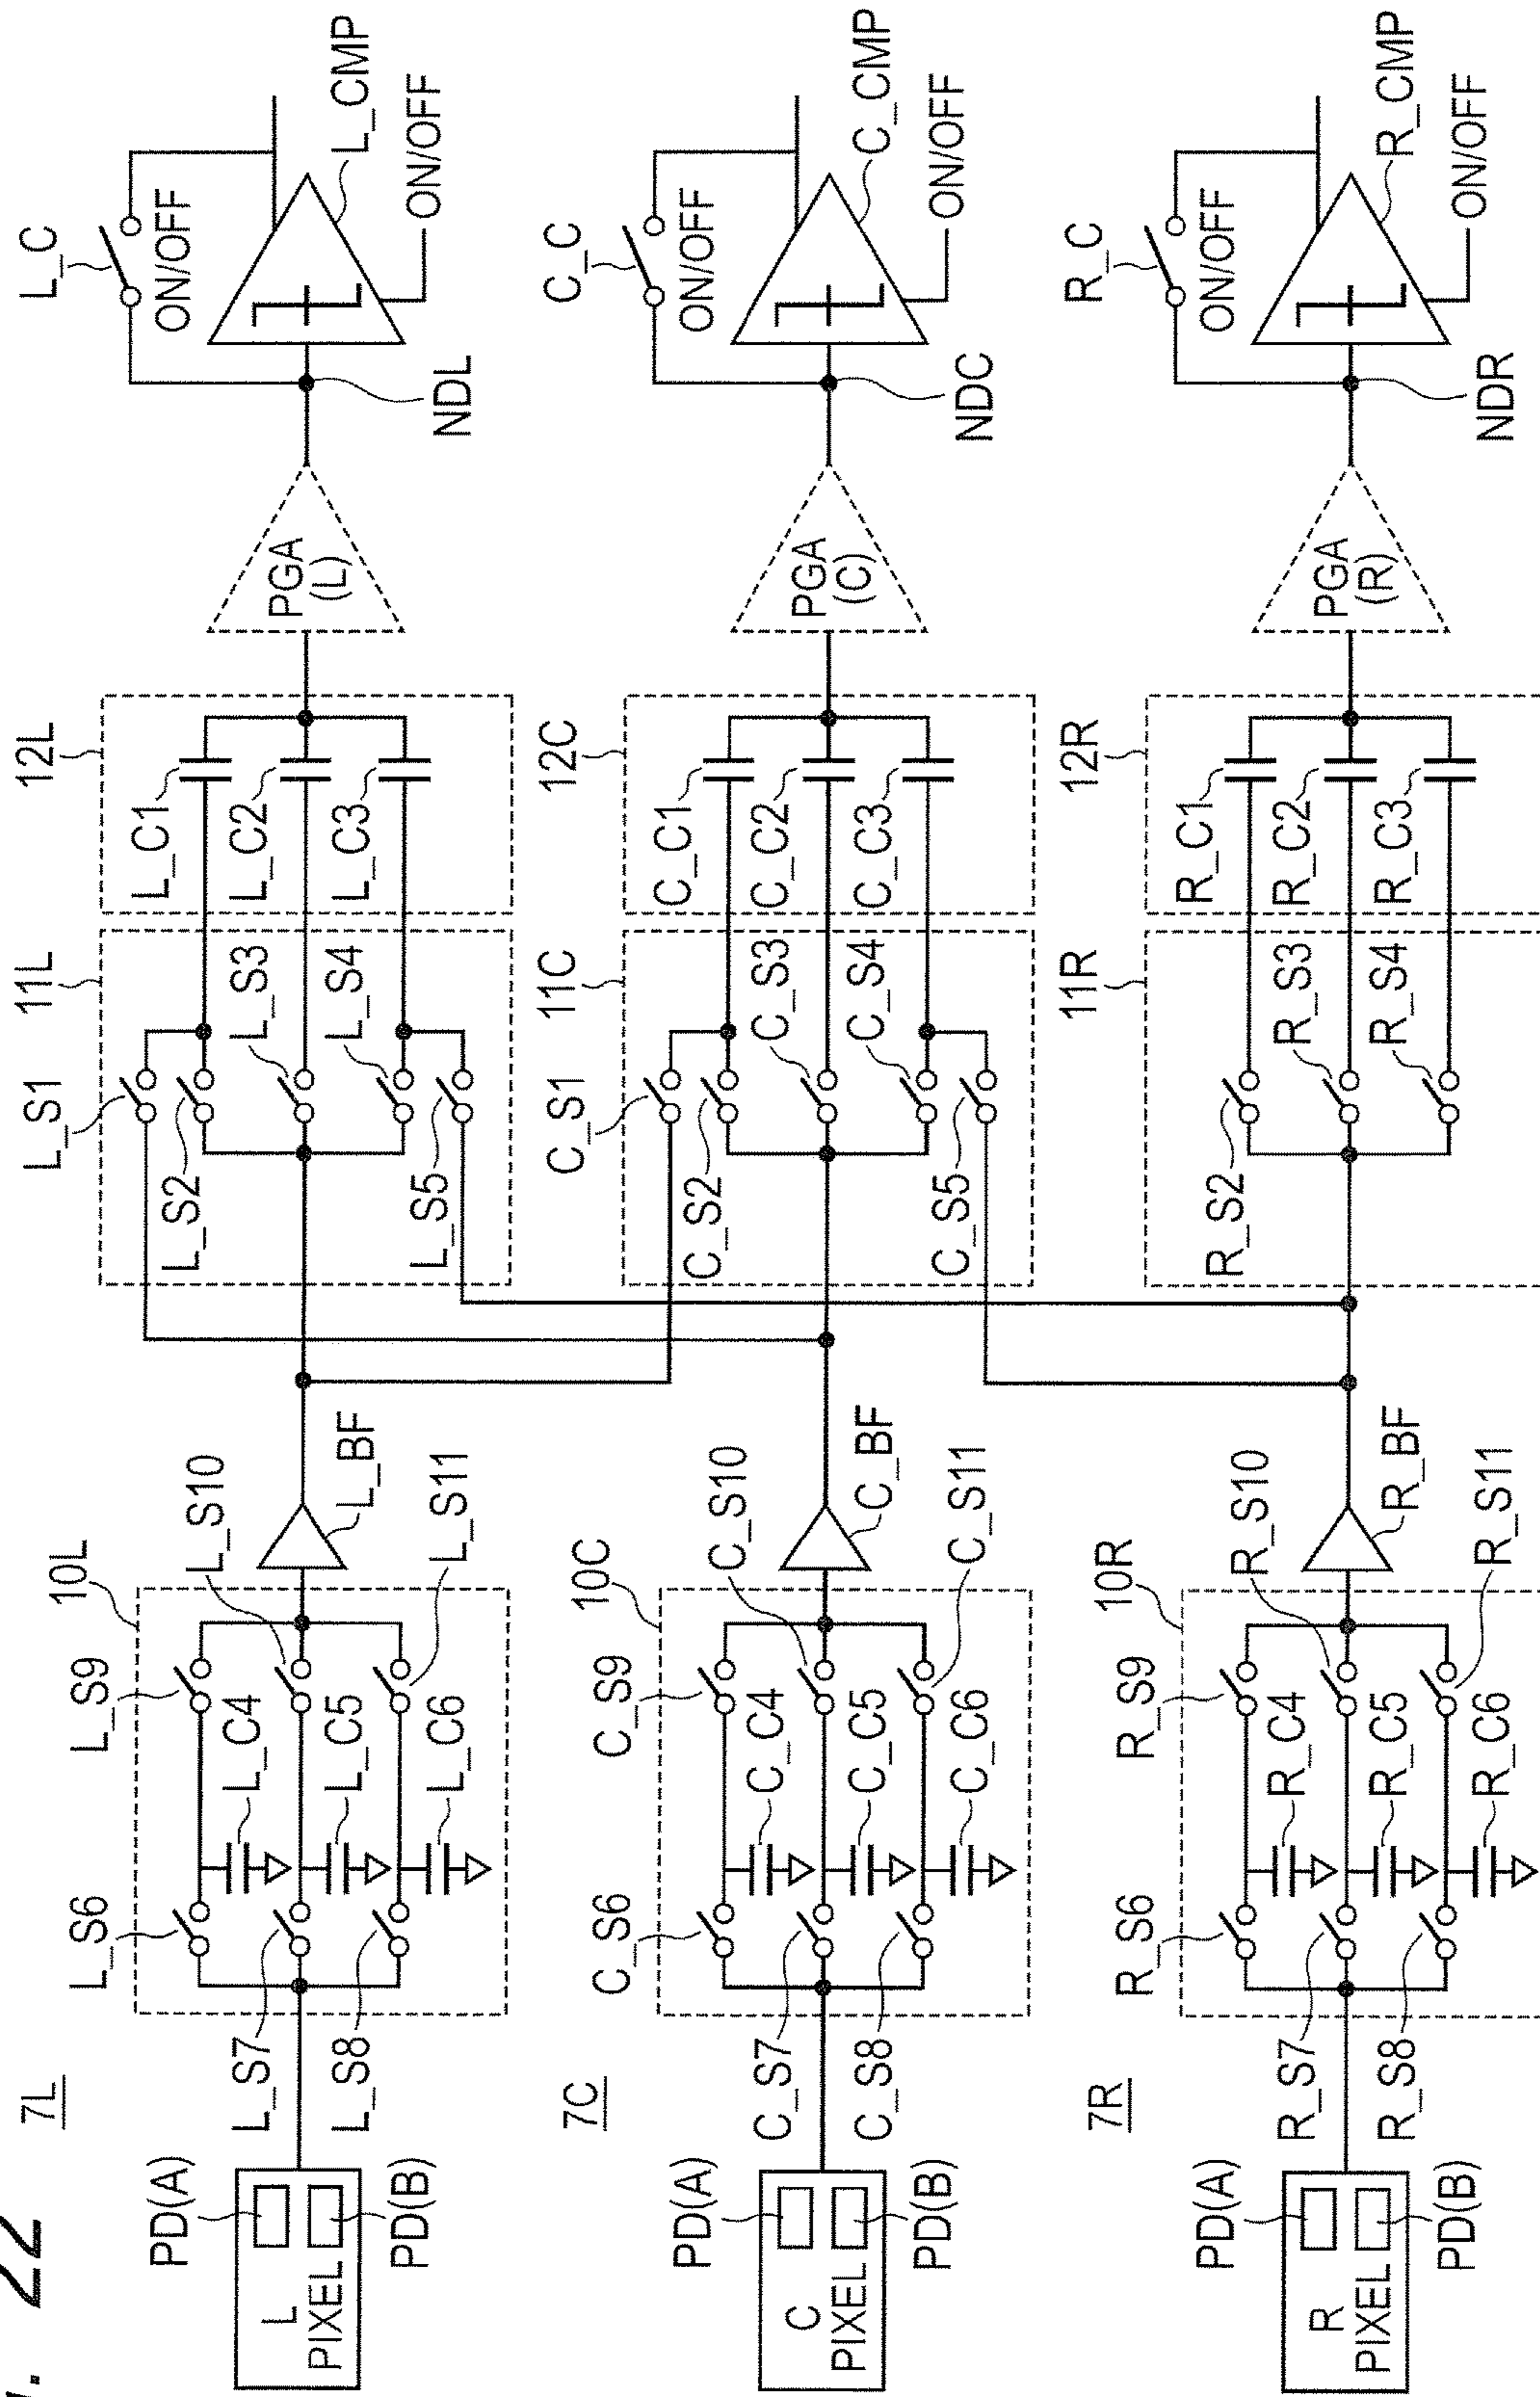 22
7L
PD(A)
L
PIXEL
PD(B)
L_S6
L_S7
L_S8
L_S9
L_C4
L_C5
L_C6
10L
L_S10
L_BF
L_S11
L_S1
L_S2
L_S5
11L
L_S3
L_S4
12L
L_C1
L_C2
L_C3
PGA
(L)
NDL
L_C
ON/OFF
L_CMP
ON/OFF
7C
PD(A)
C
PIXEL
PD(B)
C_S6
C_S7
C_S8
C_S9
C_C4
C_C5
C_C6
10C
C_S10
C_BF
C_S11
C_S1
C_S2
C_S5
11C
C_S3
C_S4
12C
C_C1
C_C2
C_C3
PGA
(C)
NDC
C_C
ON/OFF
C_CMP
ON/OFF
7R
PD(A)
R
PIXEL
PD(B)
R_S6
R_S7
R_S8
R_S9
R_C4
R_C5
R_C6
10R
R_S10
R_BF
R_S11
R_S2
11R
R_S3
R_S4
12R
R_C1
R_C2
R_C3
PGA
(R)
NDR
R_C
ON/OFF
R_CMP
ON/OFF